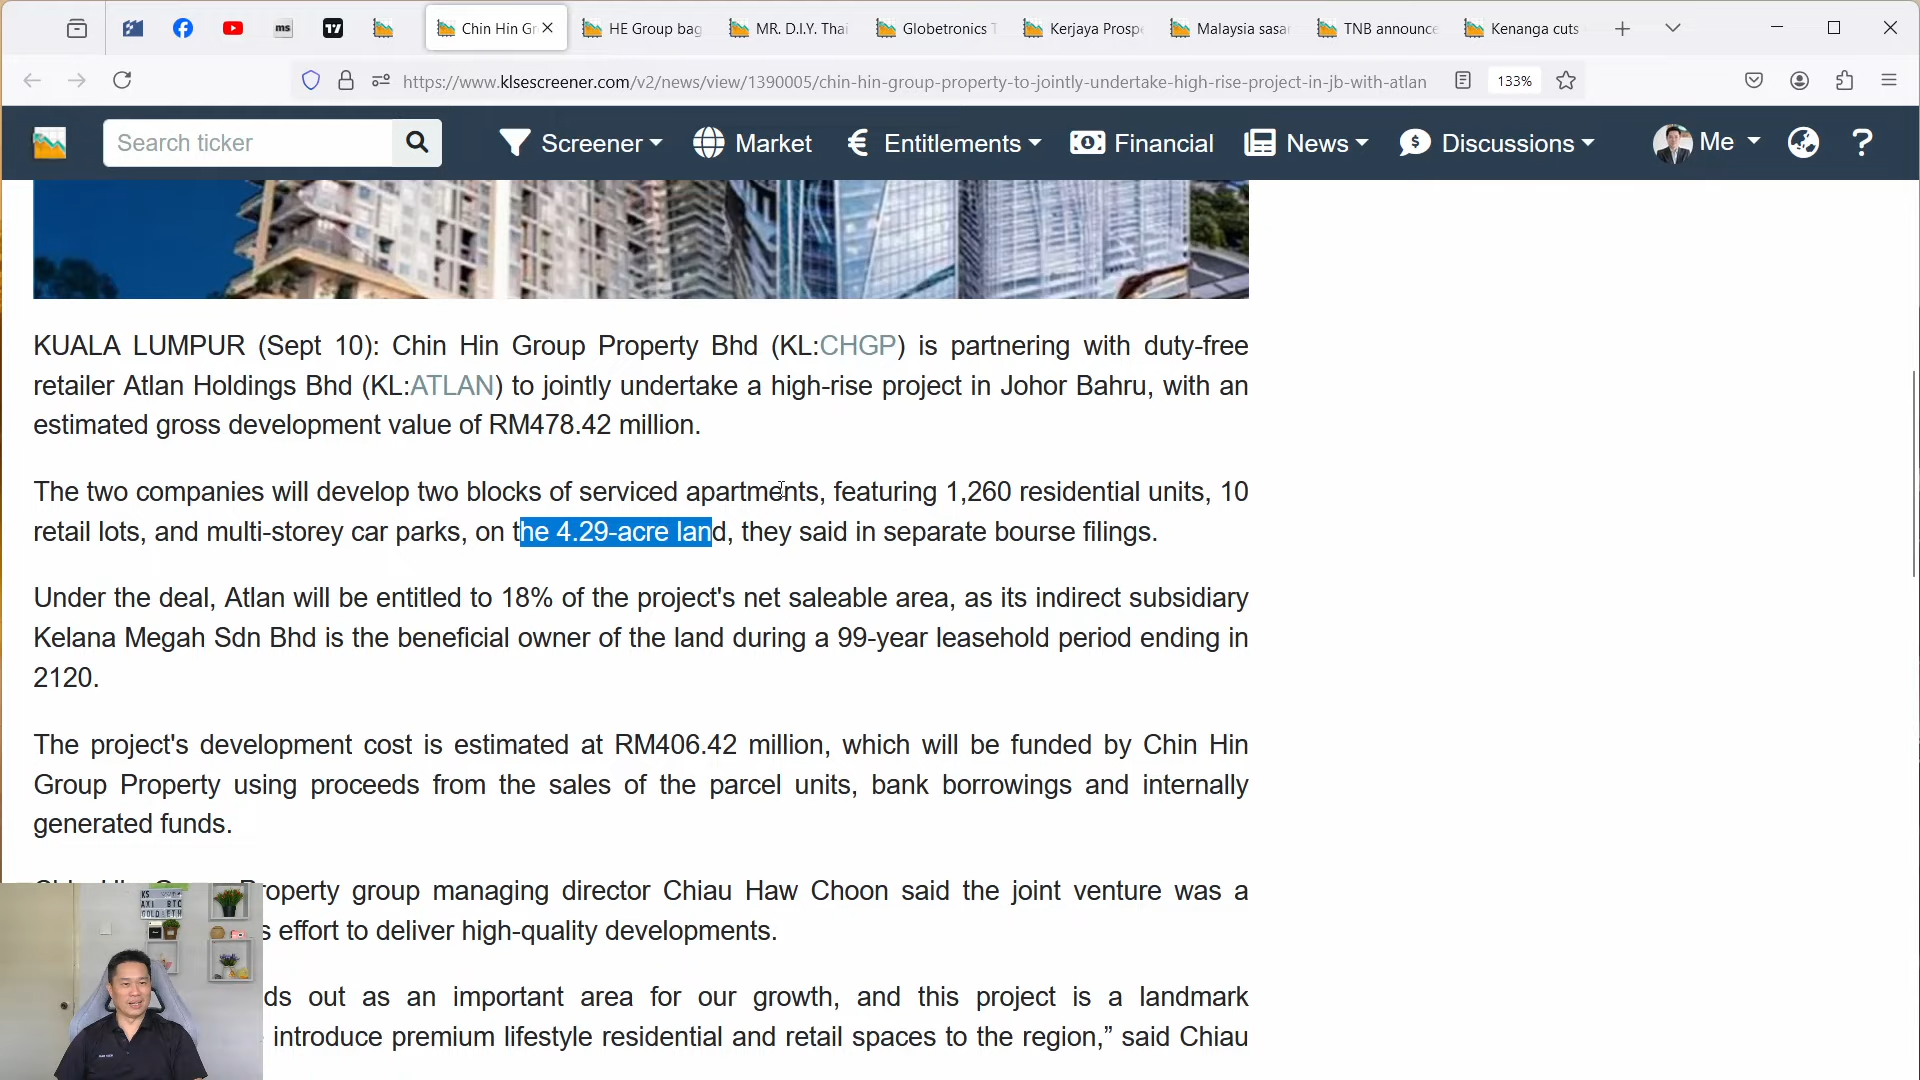 Chin Hin Gr
HE Group bag
MR. D.I.Y. Thai
Globetronics T
Kerjaya Prospe
Malaysia sasar
TNB announce
Kenanga cuts
https://www.klsescreener.com/v2/news/view/1390005/chin-hin-group-property-to-jointly-undertake-high-rise-project-in-jb-with-atlan
133%
Search ticker
Screener
Market
Entitlements
Financial
News
Discussions
Me
KUALA LUMPUR (Sept 10): Chin Hin Group Property Bhd (KL:CHGP) is partnering with duty-free
retailer Atlan Holdings Bhd (KL:ATLAN) to jointly undertake a high-rise project in Johor Bahru, with an
estimated gross development value of RM478.42 million.
The two companies will develop two blocks of serviced apartments, featuring 1,260 residential units, 10
retail lots, and multi-storey car parks, on the 4.29-acre land, they said in separate bourse filings.
Under the deal, Atlan will be entitled to 18% of the project's net saleable area, as its indirect subsidiary
Kelana Megah Sdn Bhd is the beneficial owner of the land during a 99-year leasehold period ending in
2120.
The project's development cost is estimated at RM406.42 million, which will be funded by Chin Hin
Group Property using proceeds from the sales of the parcel units, bank borrowings and internally
generated funds.
Property group managing director Chiau Haw Choon said the joint venture was a
s effort to deliver high-quality developments.
ds out as an important area for our growth, and this project is a landmark
introduce premium lifestyle residential and retail spaces to the region,” said Chiau
KS
AXI BTC
GOLD ETH